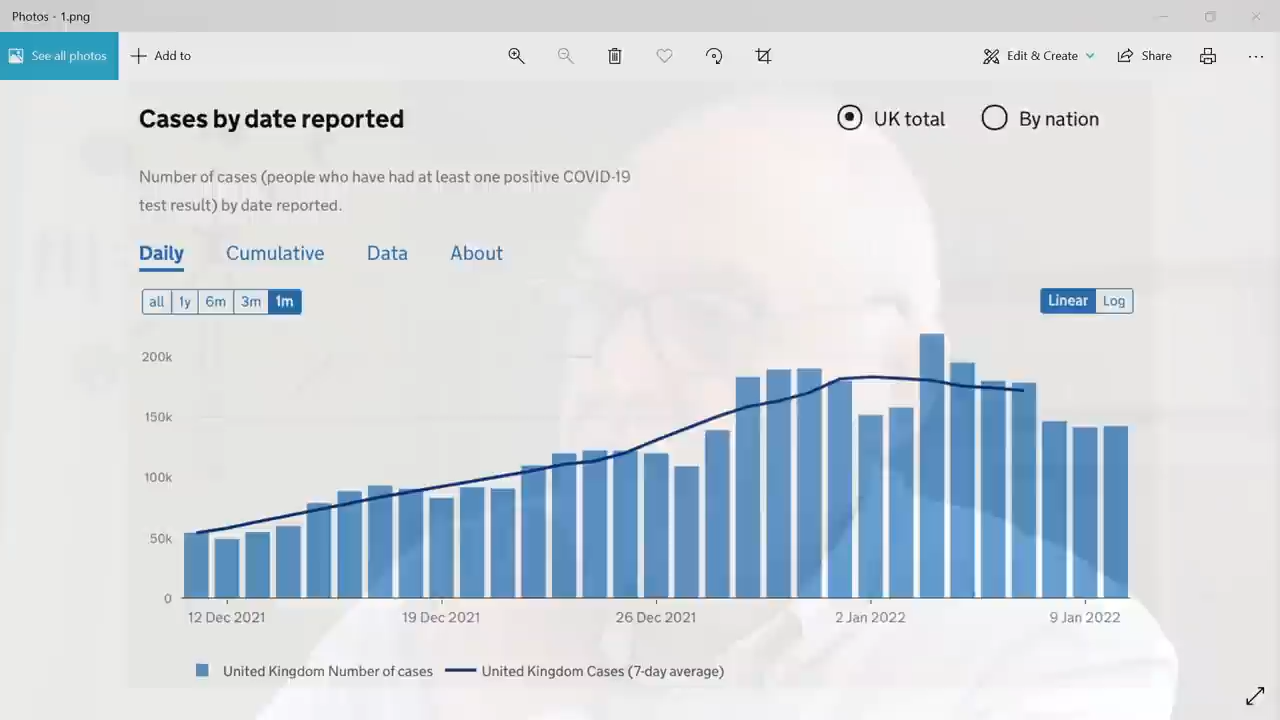 Photos - 1.png
See all photos
Add to
Edit & Create
Share
Cases by date reported
UK total
By nation
Number of cases (people who have had at least one positive COVID-19
test result) by date reported.
Daily
Cumulative
Data
About
all 1y 6m 3m 1m
Linear Log
200k
150k
100k
50k
0
12 Dec 2021
19 Dec 2021
26 Dec 2021
2 Jan 2022
9 Jan 2022
United Kingdom Number of cases
United Kingdom Cases (7-day average)